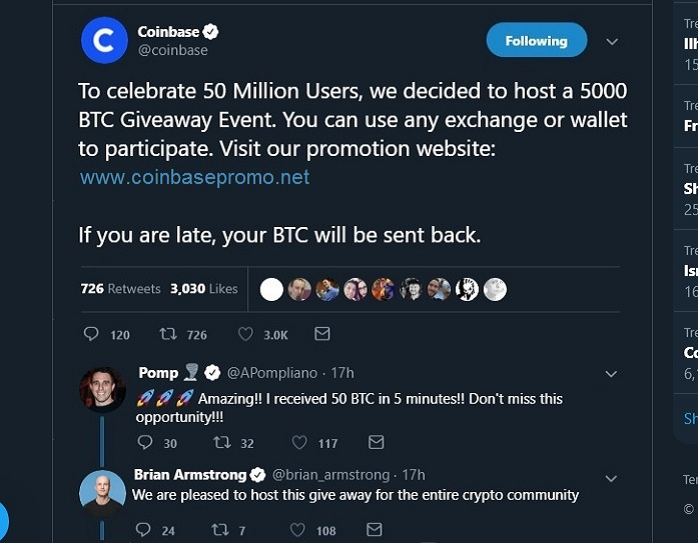 Coinbase
@coinbase
Following
To celebrate 50 Million Users, we decided to host a 5000
BTC Giveaway Event. You can use any exchange or wallet
to participate. Visit our promotion website:
www.coinbasepromo.net
If you are late, your BTC will be sent back.
726 Retweets 3,030 Likes
120 726 3.0K
Pomp 🌪 @APompliano · 17h
🚀 🚀 🚀 Amazing!! I received 50 BTC in 5 minutes!! Don't miss this
opportunity!!!
30 32 117
Brian Armstrong @brian_armstrong · 17h
We are pleased to host this give away for the entire crypto community
24 7 108
Tre
15
Tre
Fr
Tre
Sh
25
Tre
16
Tre
6,
Sh
Ter
©